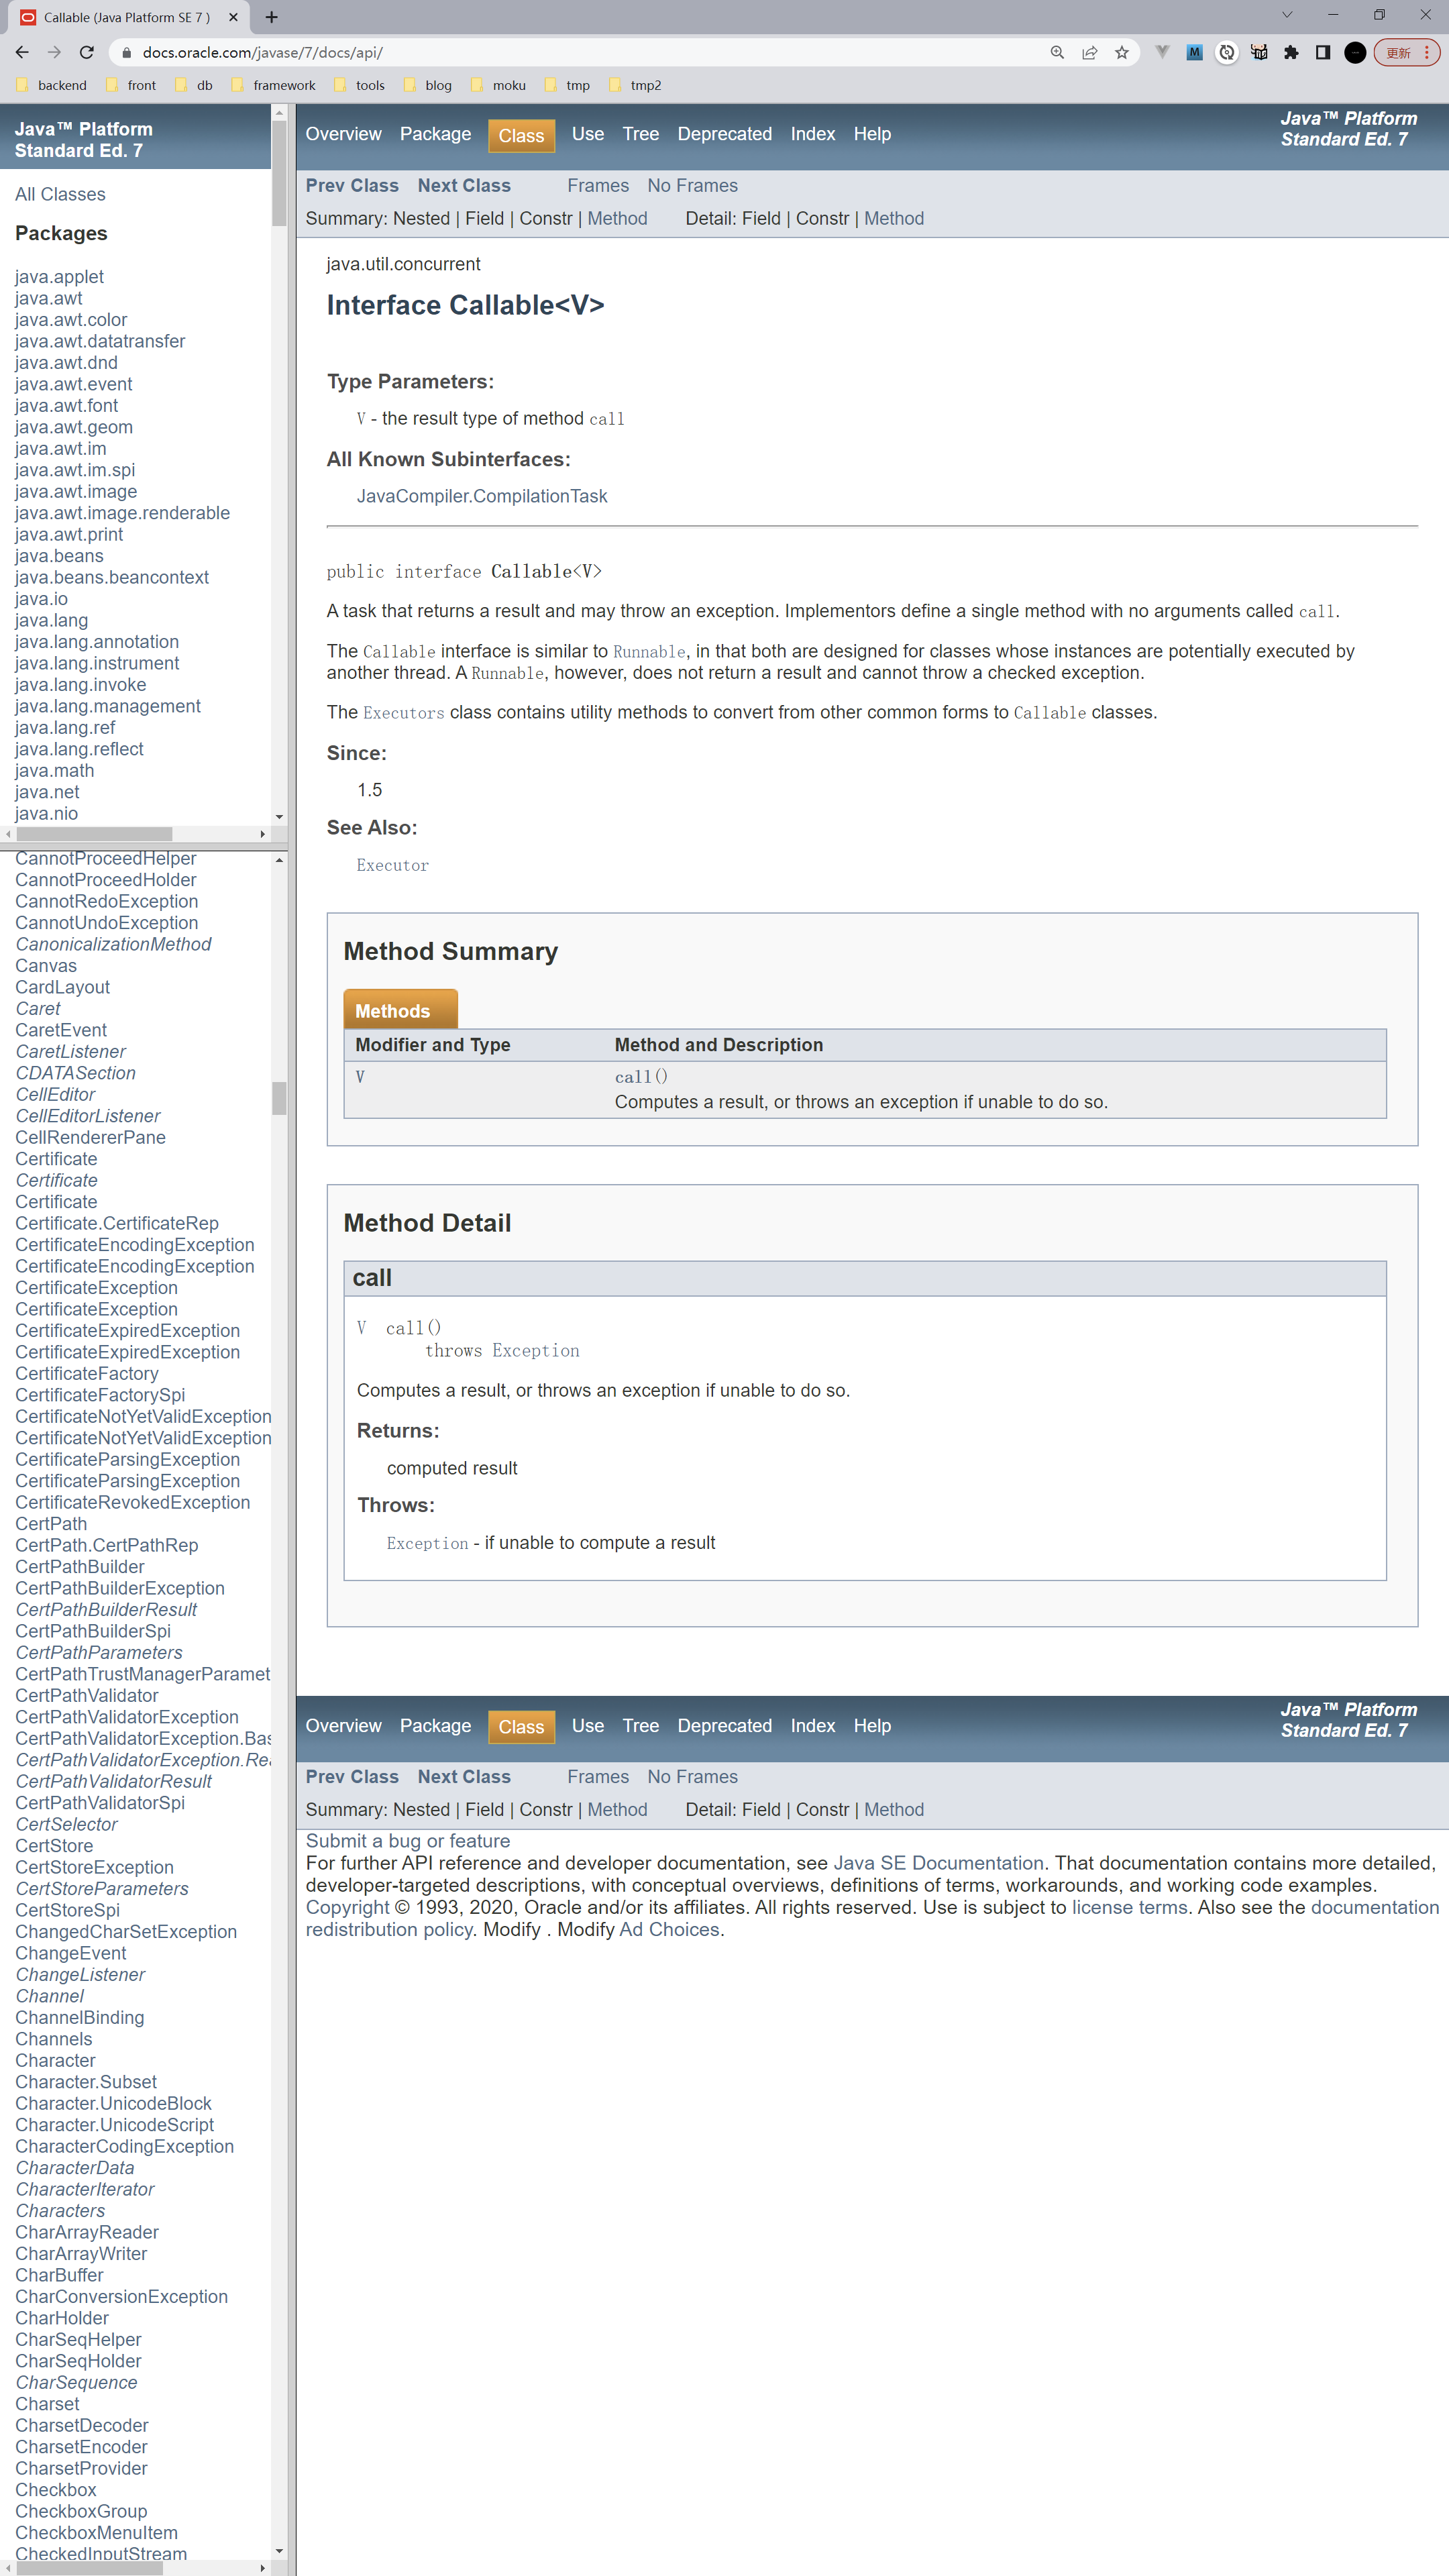 Callable (Java Platform SE 7 )
docs.oracle.com/javase/7/docs/api/
更新
backend front db framework tools blog moku tmp tmp2
Java™ Platform
Standard Ed. 7
All Classes
Packages
java.applet
java.awt
java.awt.color
java.awt.datatransfer
java.awt.dnd
java.awt.event
java.awt.font
java.awt.geom
java.awt.im
java.awt.im.spi
java.awt.image
java.awt.image.renderable
java.awt.print
java.beans
java.beans.beancontext
java.io
java.lang
java.lang.annotation
java.lang.instrument
java.lang.invoke
java.lang.management
java.lang.ref
java.lang.reflect
java.math
java.net
java.nio
CannotProceedHelper
CannotProceedHolder
CannotRedoException
CannotUndoException
CanonicalizationMethod
Canvas
CardLayout
Caret
CaretEvent
CaretListener
CDATASection
CellEditor
CellEditorListener
CellRendererPane
Certificate
Certificate
Certificate
Certificate.CertificateRep
CertificateEncodingException
CertificateEncodingException
CertificateException
CertificateException
CertificateExpiredException
CertificateExpiredException
CertificateFactory
CertificateFactorySpi
CertificateNotYetValidException
CertificateNotYetValidException
CertificateParsingException
CertificateParsingException
CertificateRevokedException
CertPath
CertPath.CertPathRep
CertPathBuilder
CertPathBuilderException
CertPathBuilderResult
CertPathBuilderSpi
CertPathParameters
CertPathTrustManagerParamet
CertPathValidator
CertPathValidatorException
CertPathValidatorException.Bas
CertPathValidatorException.Rea
CertPathValidatorResult
CertPathValidatorSpi
CertSelector
CertStore
CertStoreException
CertStoreParameters
CertStoreSpi
ChangedCharSetException
ChangeEvent
ChangeListener
Channel
ChannelBinding
Channels
Character
Character.Subset
Character.UnicodeBlock
Character.UnicodeScript
CharacterCodingException
CharacterData
CharacterIterator
Characters
CharArrayReader
CharArrayWriter
CharBuffer
CharConversionException
CharHolder
CharSeqHelper
CharSeqHolder
CharSequence
Charset
CharsetDecoder
CharsetEncoder
CharsetProvider
Checkbox
CheckboxGroup
CheckboxMenuItem
CheckedInputStream
Overview Package Class Use Tree Deprecated Index Help
Java™ Platform
Standard Ed. 7
Prev Class Next Class Frames No Frames
Summary: Nested | Field | Constr | Method Detail: Field | Constr | Method
java.util.concurrent
Interface Callable<V>
Type Parameters:
V - the result type of method call
All Known Subinterfaces:
JavaCompiler.CompilationTask
public interface Callable<V>
A task that returns a result and may throw an exception. Implementors define a single method with no arguments called call.
The Callable interface is similar to Runnable, in that both are designed for classes whose instances are potentially executed by
another thread. A Runnable, however, does not return a result and cannot throw a checked exception.
The Executors class contains utility methods to convert from other common forms to Callable classes.
Since:
1.5
See Also:
Executor
Method Summary
Methods
Modifier and Type Method and Description
V call()
Computes a result, or throws an exception if unable to do so.
Method Detail
call
V call()
throws Exception
Computes a result, or throws an exception if unable to do so.
Returns:
computed result
Throws:
Exception - if unable to compute a result
Overview Package Class Use Tree Deprecated Index Help
Java™ Platform
Standard Ed. 7
Prev Class Next Class Frames No Frames
Summary: Nested | Field | Constr | Method Detail: Field | Constr | Method
Submit a bug or feature
For further API reference and developer documentation, see Java SE Documentation. That documentation contains more detailed,
developer-targeted descriptions, with conceptual overviews, definitions of terms, workarounds, and working code examples.
Copyright © 1993, 2020, Oracle and/or its affiliates. All rights reserved. Use is subject to license terms. Also see the documentation
redistribution policy. Modify . Modify Ad Choices.